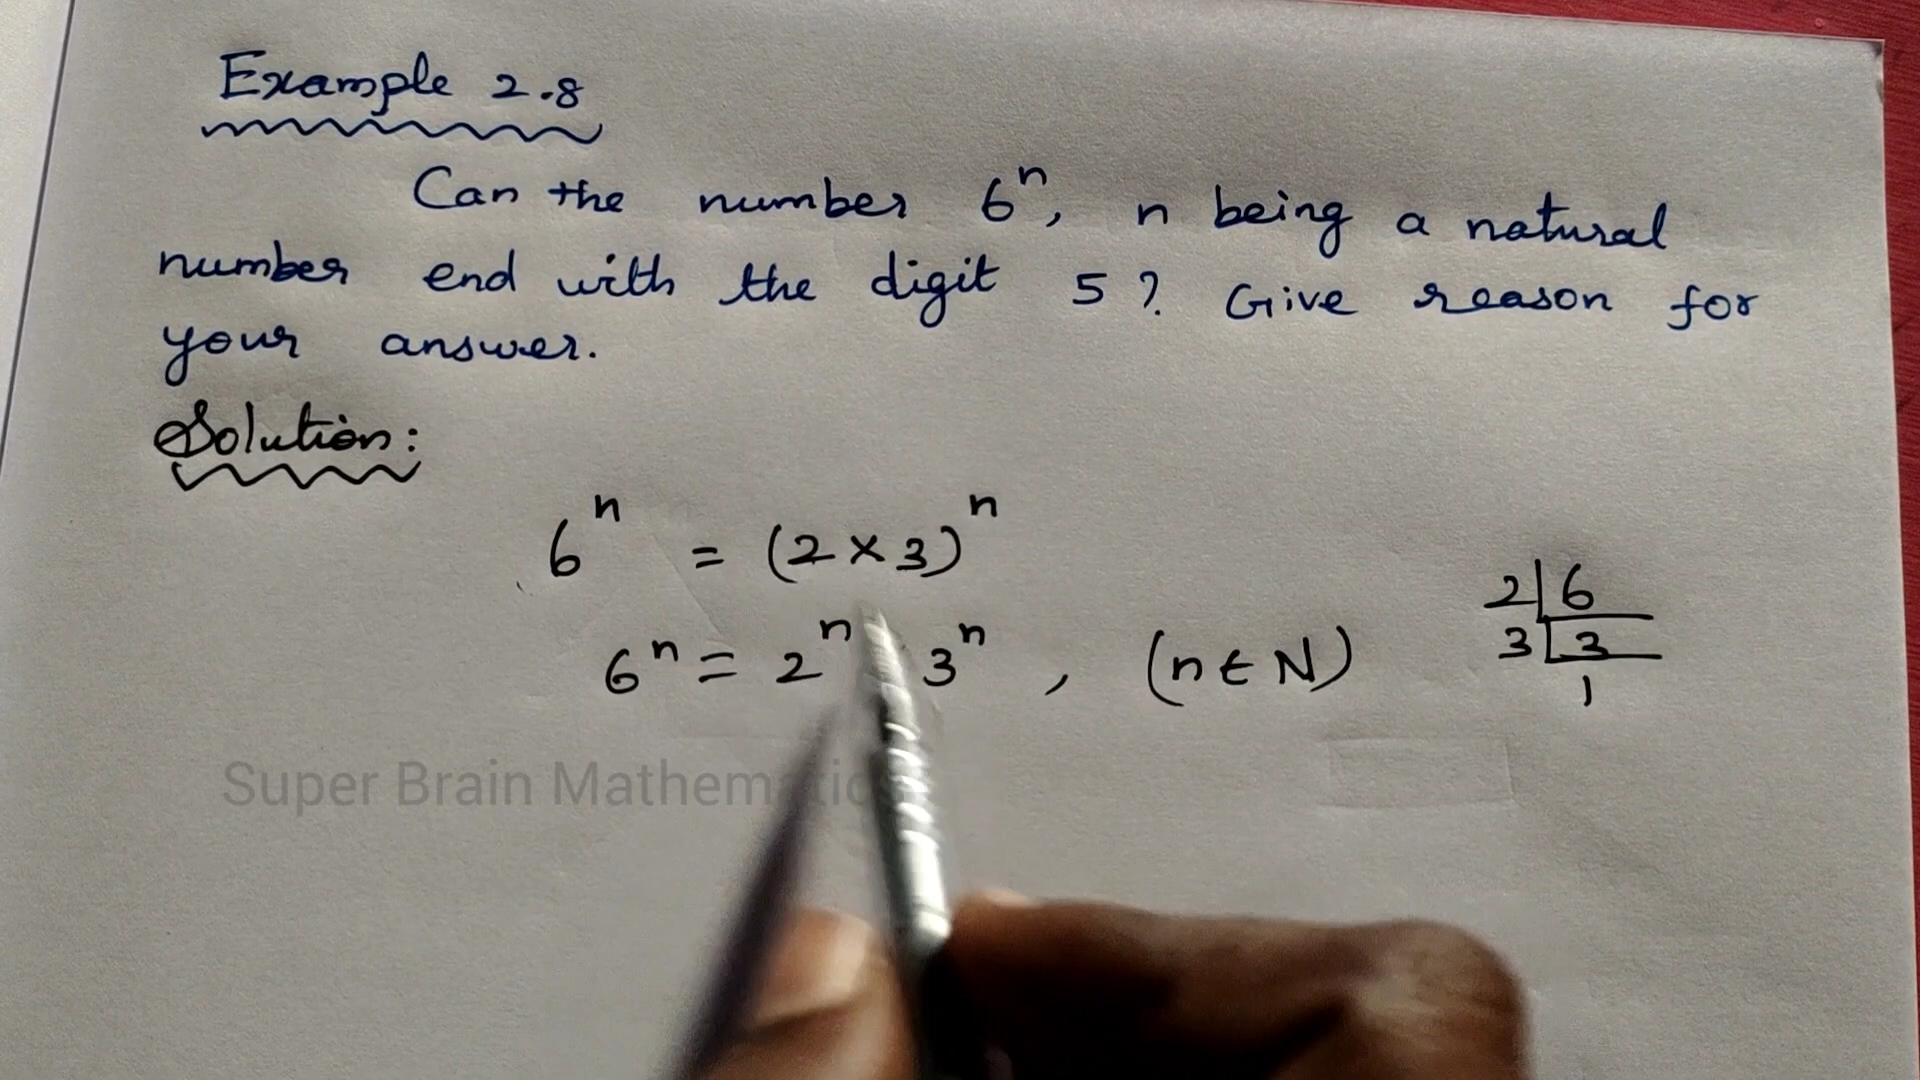 Example 2.8
Can the number 6ⁿ, n being a natural
number end with the digit 5? Give reason for
your answer.
Solution:
6ⁿ = (2 × 3)ⁿ
6ⁿ = 2ⁿ 3ⁿ, (n ∈ N)
2 | 6
3 | 3
1
Super Brain Mathematics